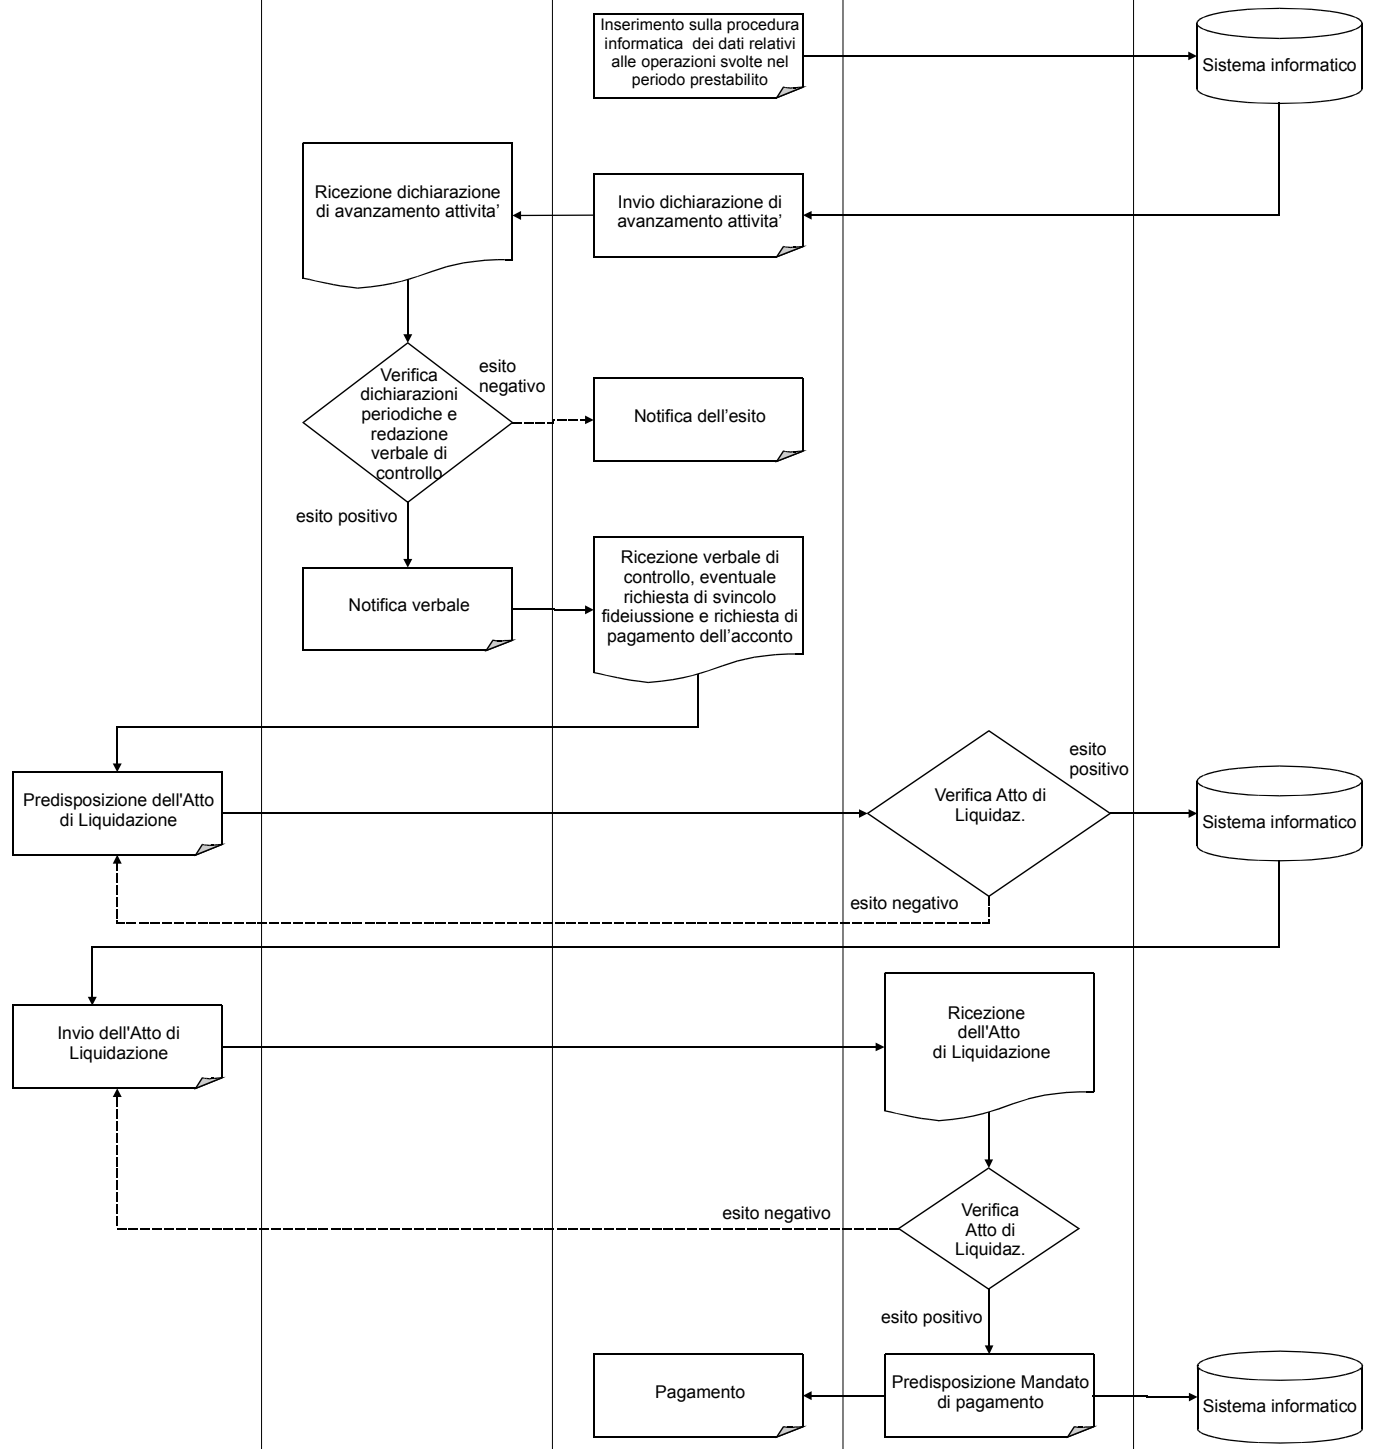 Inserimento sulla procedura
informatica dei dati relativi
alle operazioni svolte nel
periodo prestabilito
Sistema informatico
Ricezione dichiarazione
di avanzamento attivita’
Invio dichiarazione di
avanzamento attivita’
Verifica
dichiarazioni
periodiche e
redazione
verbale di
controllo
esito
negativo
Notifica dell’esito
esito positivo
Notifica verbale
Ricezione verbale di
controllo, eventuale
richiesta di svincolo
fideiussione e richiesta di
pagamento dell’acconto
Predisposizione dell'Atto
di Liquidazione
Verifica Atto di
Liquidaz.
esito
positivo
Sistema informatico
esito negativo
Invio dell'Atto di
Liquidazione
Ricezione
dell'Atto
di Liquidazione
esito negativo
Verifica
Atto di
Liquidaz.
esito positivo
Pagamento
Predisposizione Mandato
di pagamento
Sistema informatico